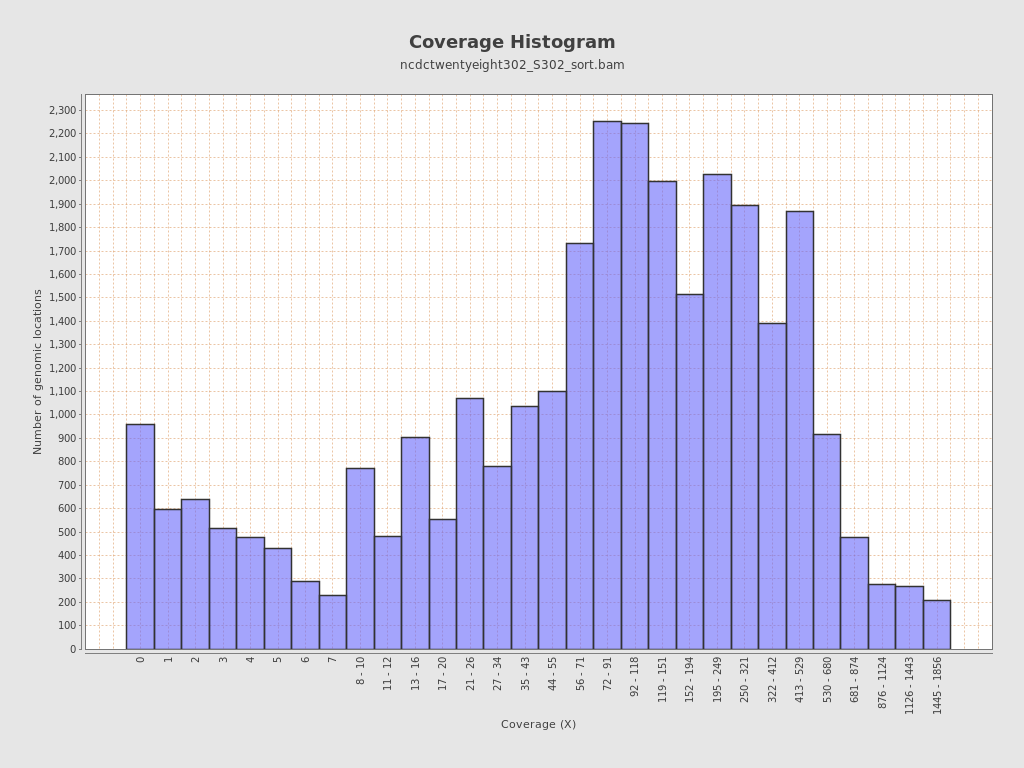 Coverage Histogram
ncdctwentyeight302_S302_sort.bam
Number of genomic locations
2,300
2,200
2,100
2,000
1,900
1,800
1,700
1,600
1,500
1,400
1,300
1,200
1,100
1,000
900
800
700
600
500
400
300
200
100
0
0
1
2
3
4
5
6
7
8 - 10
11 - 12
13 - 16
17 - 20
21 - 26
27 - 34
35 - 43
44 - 55
56 - 71
72 - 91
92 - 118
119 - 151
152 - 194
195 - 249
250 - 321
322 - 412
413 - 529
530 - 680
681 - 874
876 - 1124
1126 - 1443
1445 - 1856
Coverage (X)